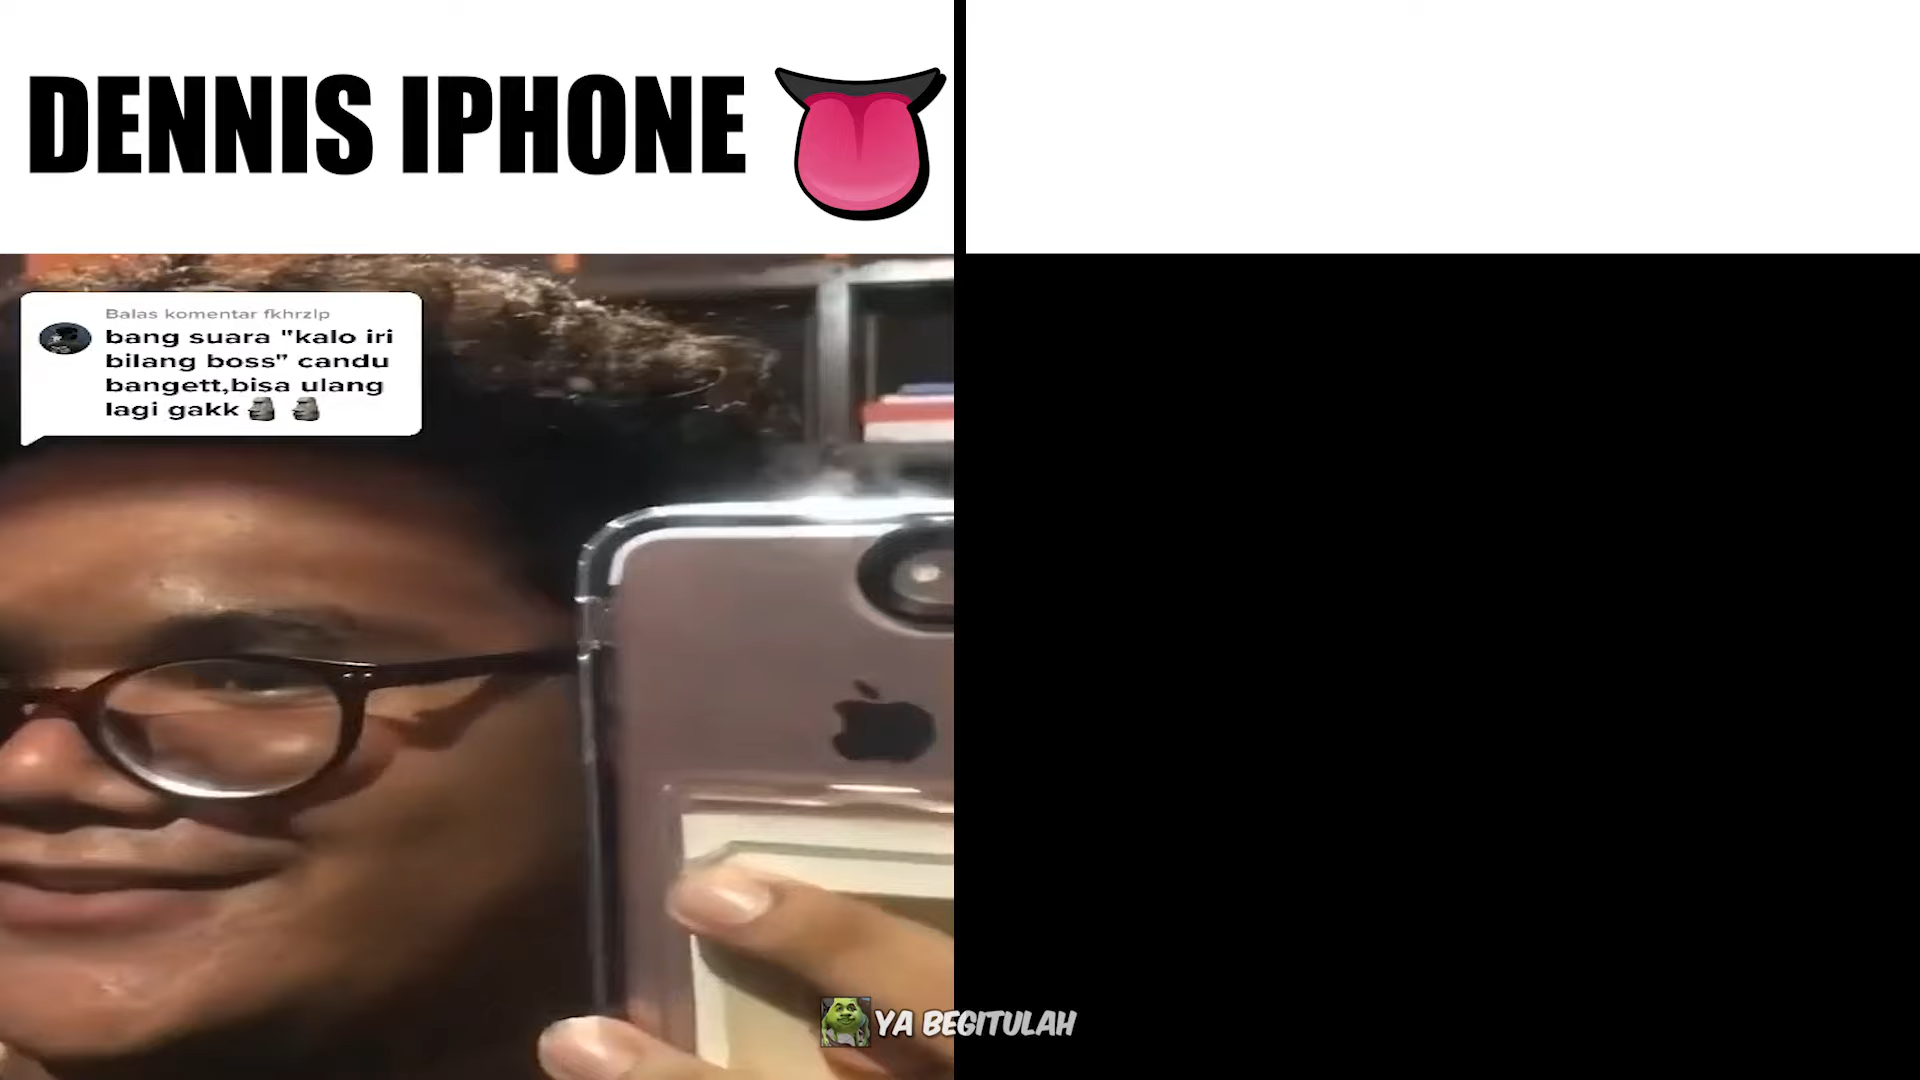 DENNIS IPHONE
Balas komentar fkhrzlp
bang suara "kalo iri
bilang boss" candu
bangett,bisa ulang
lagi gakk
YA BEGITULAH